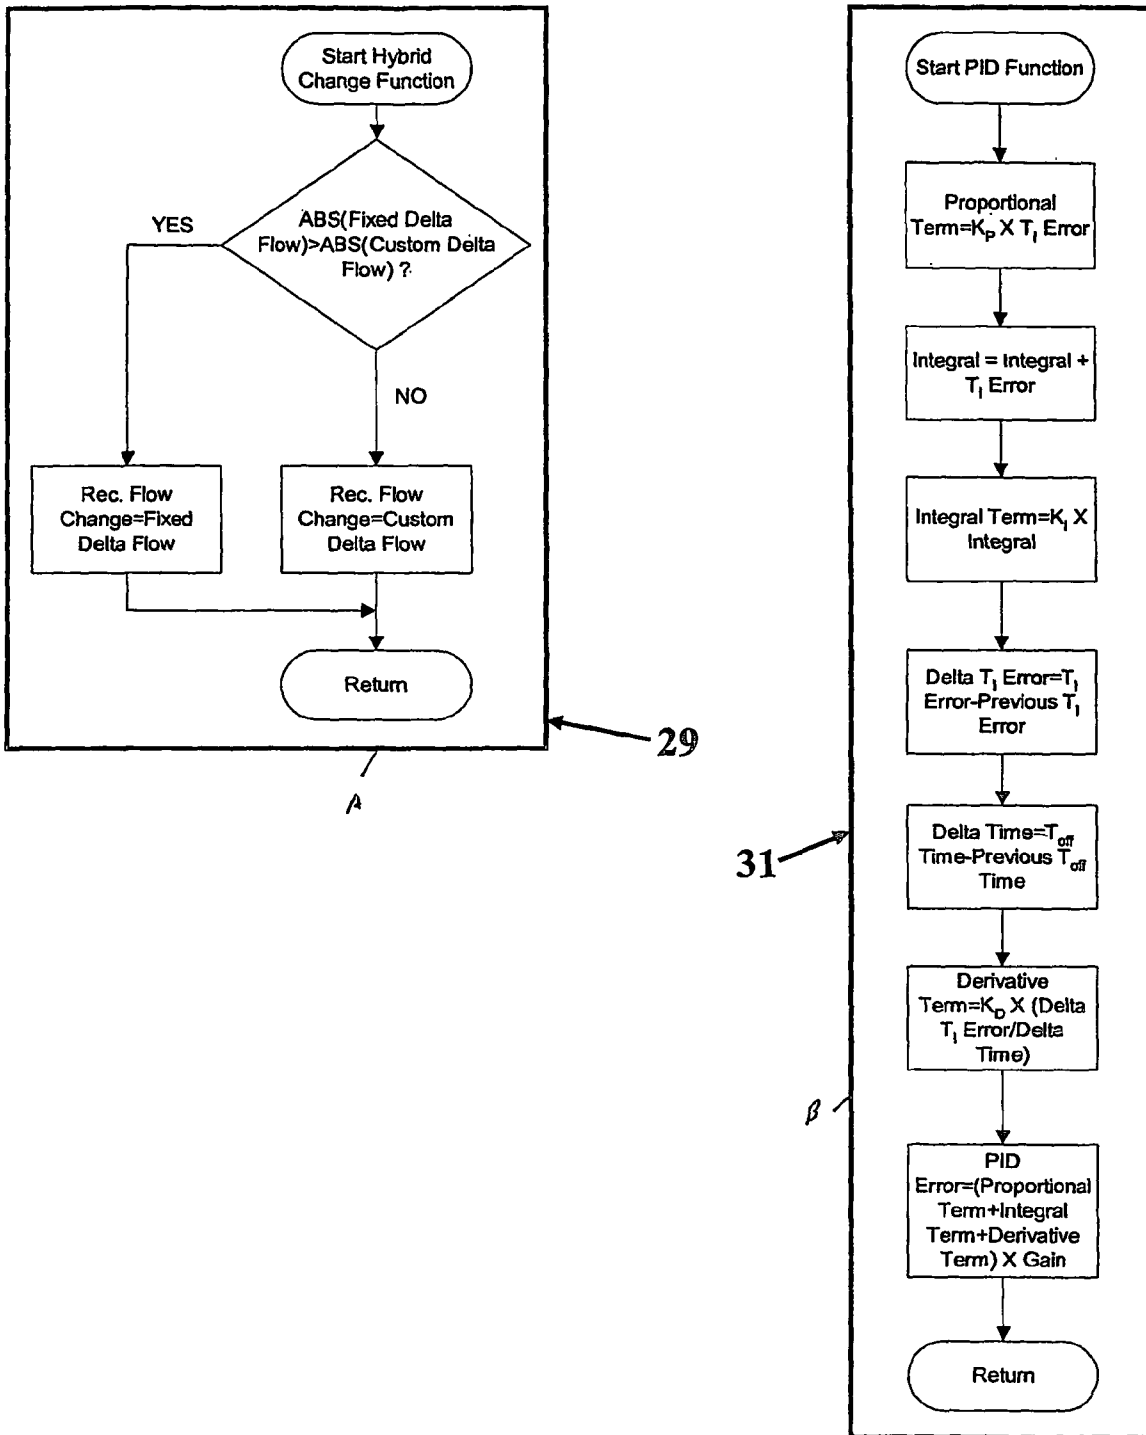 Start Hybrid
Change Function
YES
ABS(Fixed Delta
Flow)>ABS(Custom Delta
Flow) ?
NO
Rec. Flow
Change=Fixed
Delta Flow
Rec. Flow
Change=Custom
Delta Flow
Return
29
A
Start PID Function
Proportional
Term=K_P X T_I Error
Integral = Integral +
T_I Error
Integral Term=K_I X
Integral
Delta T_I Error=T_I
Error-Previous T_I
Error
Delta Time=T_off
Time-Previous T_off
Time
Derivative
Term=K_D X (Delta
T_I Error/Delta
Time)
PID
Error=(Proportional
Term+Integral
Term+Derivative
Term) X Gain
Return
31
B